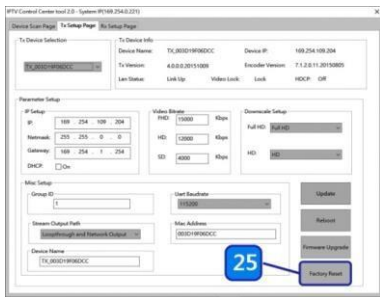 IPTV Control Center tool 2.0 - System IP(169.254.0.221)
Device Scan Page Tx Setup Page Rx Setup Page
Tx Device Selection
TX_003D19F06DCC
Tx Device Info
Device Name: TX_003D19F06DCC Device IP: 169.254.109.204
Tx Version: 4.0.0.0.20151009 Encoder Version: 7.1.2.0.11.20150805
Lan Status: Link Up Video Lock: Lock HDCP: Off
Parameter Setup
IP Setup
IP: 169 . 254 . 109 . 204
Netmask: 255 . 255 . 0 . 0
Gateway: 169 . 254 . 1 . 254
DHCP: On
Video Bitrate
FHD: 15000 Kbps
HD: 12000 Kbps
SD: 4000 Kbps
Downscale Setup
Full HD: Full HD
HD: HD
Misc Setup
Group ID
1
Uart Baudrate
115200
Stream Output Path
Loopthrough and Network Output
Mac Address
003D19F06DCC
Device Name
TX_003D19F06DCC
Update
Reboot
Firmware Upgrade
Factory Reset
25